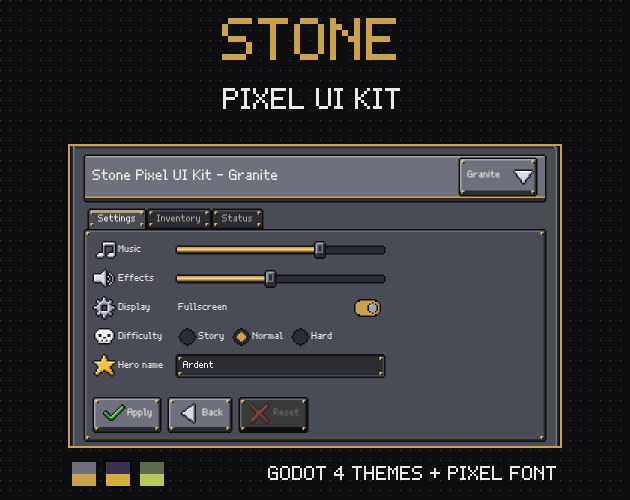 STONE
PIXEL UI KIT
Stone Pixel UI Kit - Granite
Granite
Settings Inventory Status
Music
Effects
Display Fullscreen
Difficulty Story Normal Hard
Hero name Ardent
Apply Back Reset
GODOT 4 THEMES + PIXEL FONT